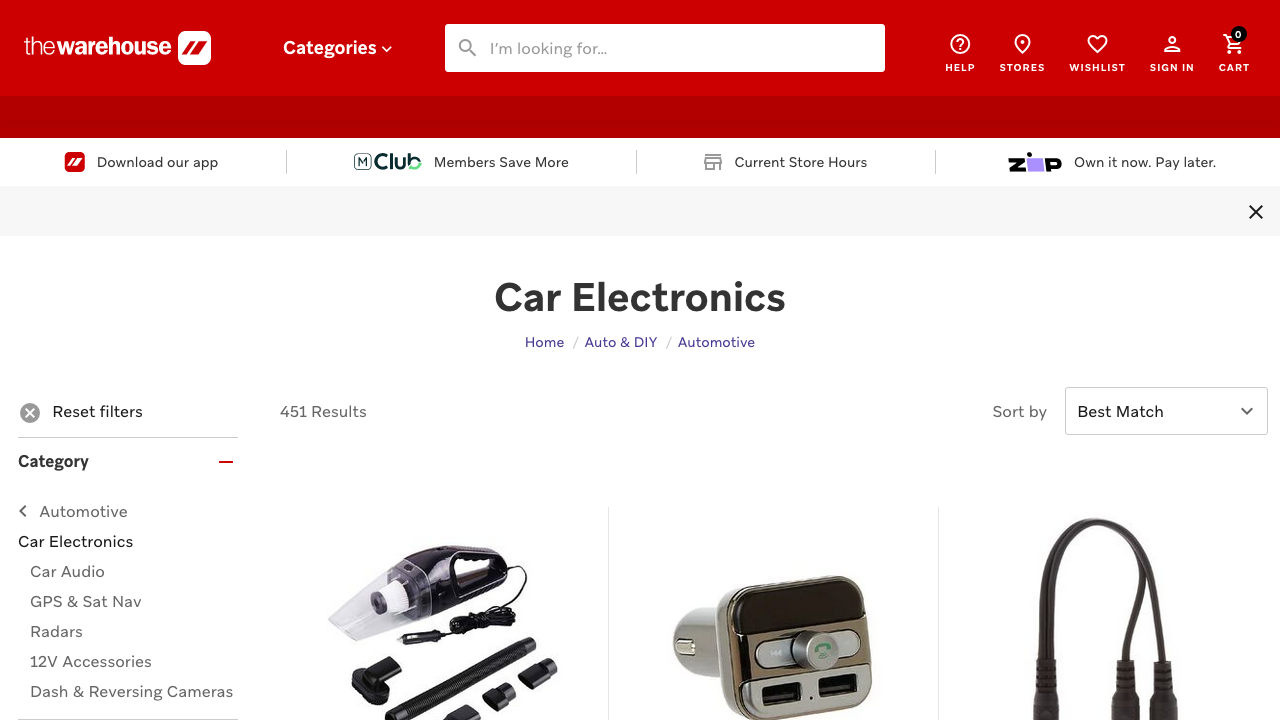 thewarehouse
Categories
I'm looking for...
HELP
STORES
WISHLIST
SIGN IN
0
CART
Download our app
M Club Members Save More
Current Store Hours
zip Own it now. Pay later.
Car Electronics
Home / Auto & DIY / Automotive
Reset filters
451 Results
Sort by
Best Match
Category
Automotive
Car Electronics
Car Audio
GPS & Sat Nav
Radars
12V Accessories
Dash & Reversing Cameras